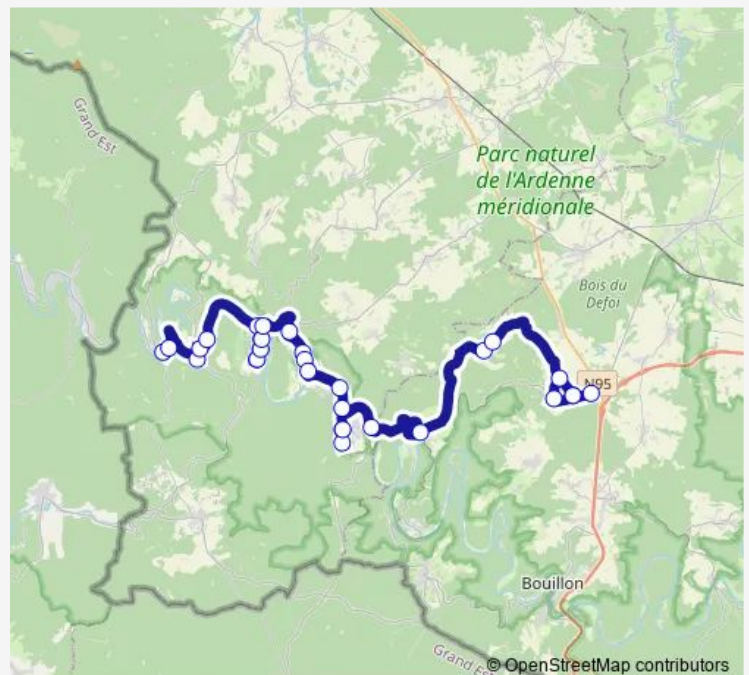 Grand Est
Parc naturel
de l'Ardenne
méridionale
Bois du
Defoi
N95
Bouillon
Grand Est
© OpenStreetMap contributors